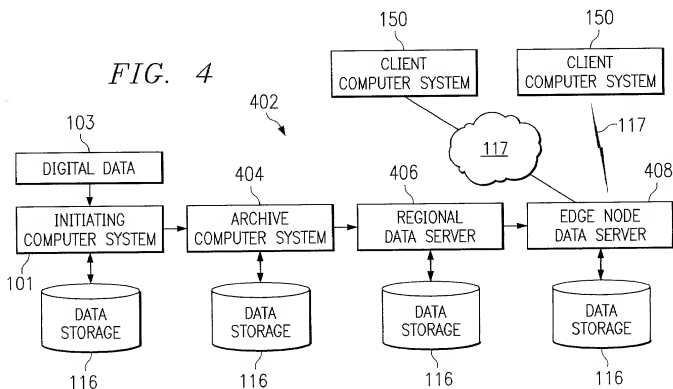 FIG. 4
150
CLIENT
COMPUTER SYSTEM
150
CLIENT
COMPUTER SYSTEM
402
117
117
103
DIGITAL DATA
404
406
408
INITIATING
COMPUTER SYSTEM
101
ARCHIVE
COMPUTER SYSTEM
REGIONAL
DATA SERVER
EDGE NODE
DATA SERVER
DATA
STORAGE
116
DATA
STORAGE
116
DATA
STORAGE
116
DATA
STORAGE
116